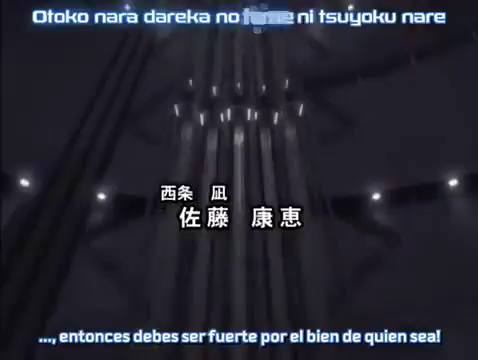 Otoko nara dareka no ni tsuyoku nare
西条 凪
佐藤 康恵
..., entonces debes ser fuerte por el bien de quien sea!